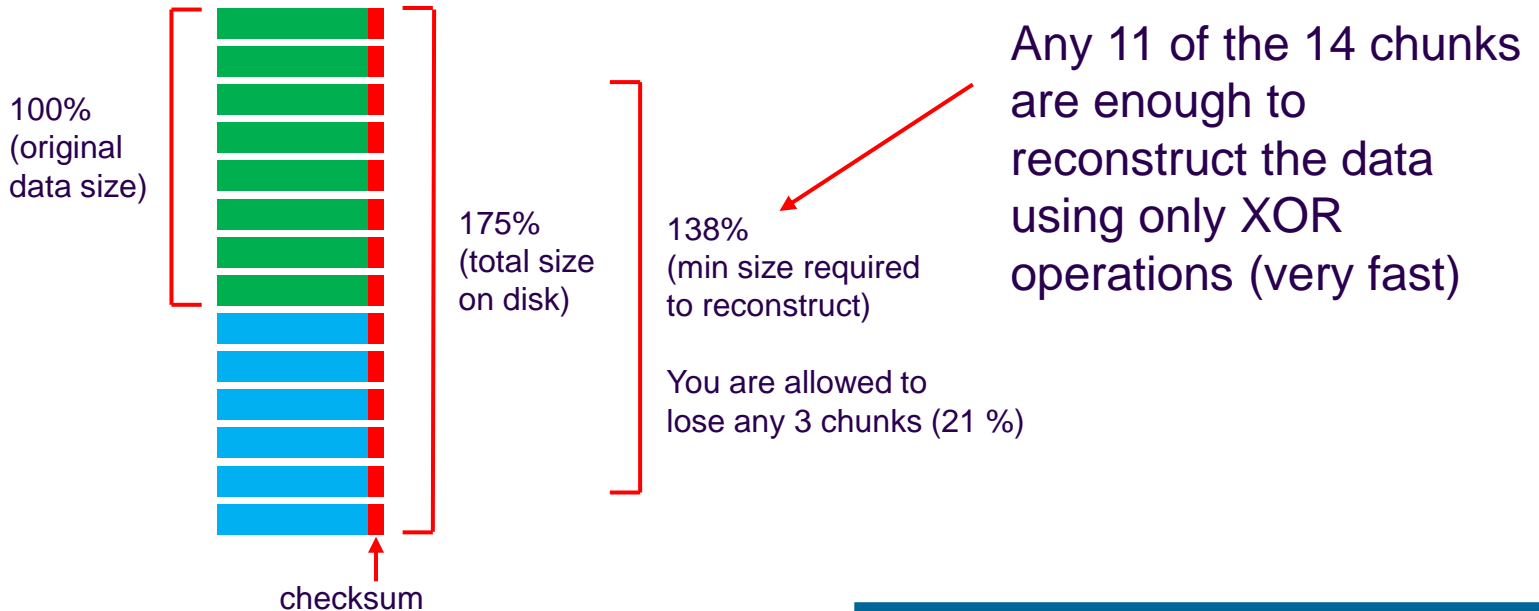 100%
(original
data size)
175%
(total size
on disk)
138%
(min size required
to reconstruct)
You are allowed to
lose any 3 chunks (21 %)
Any 11 of the 14 chunks
are enough to
reconstruct the data
using only XOR
operations (very fast)
checksum